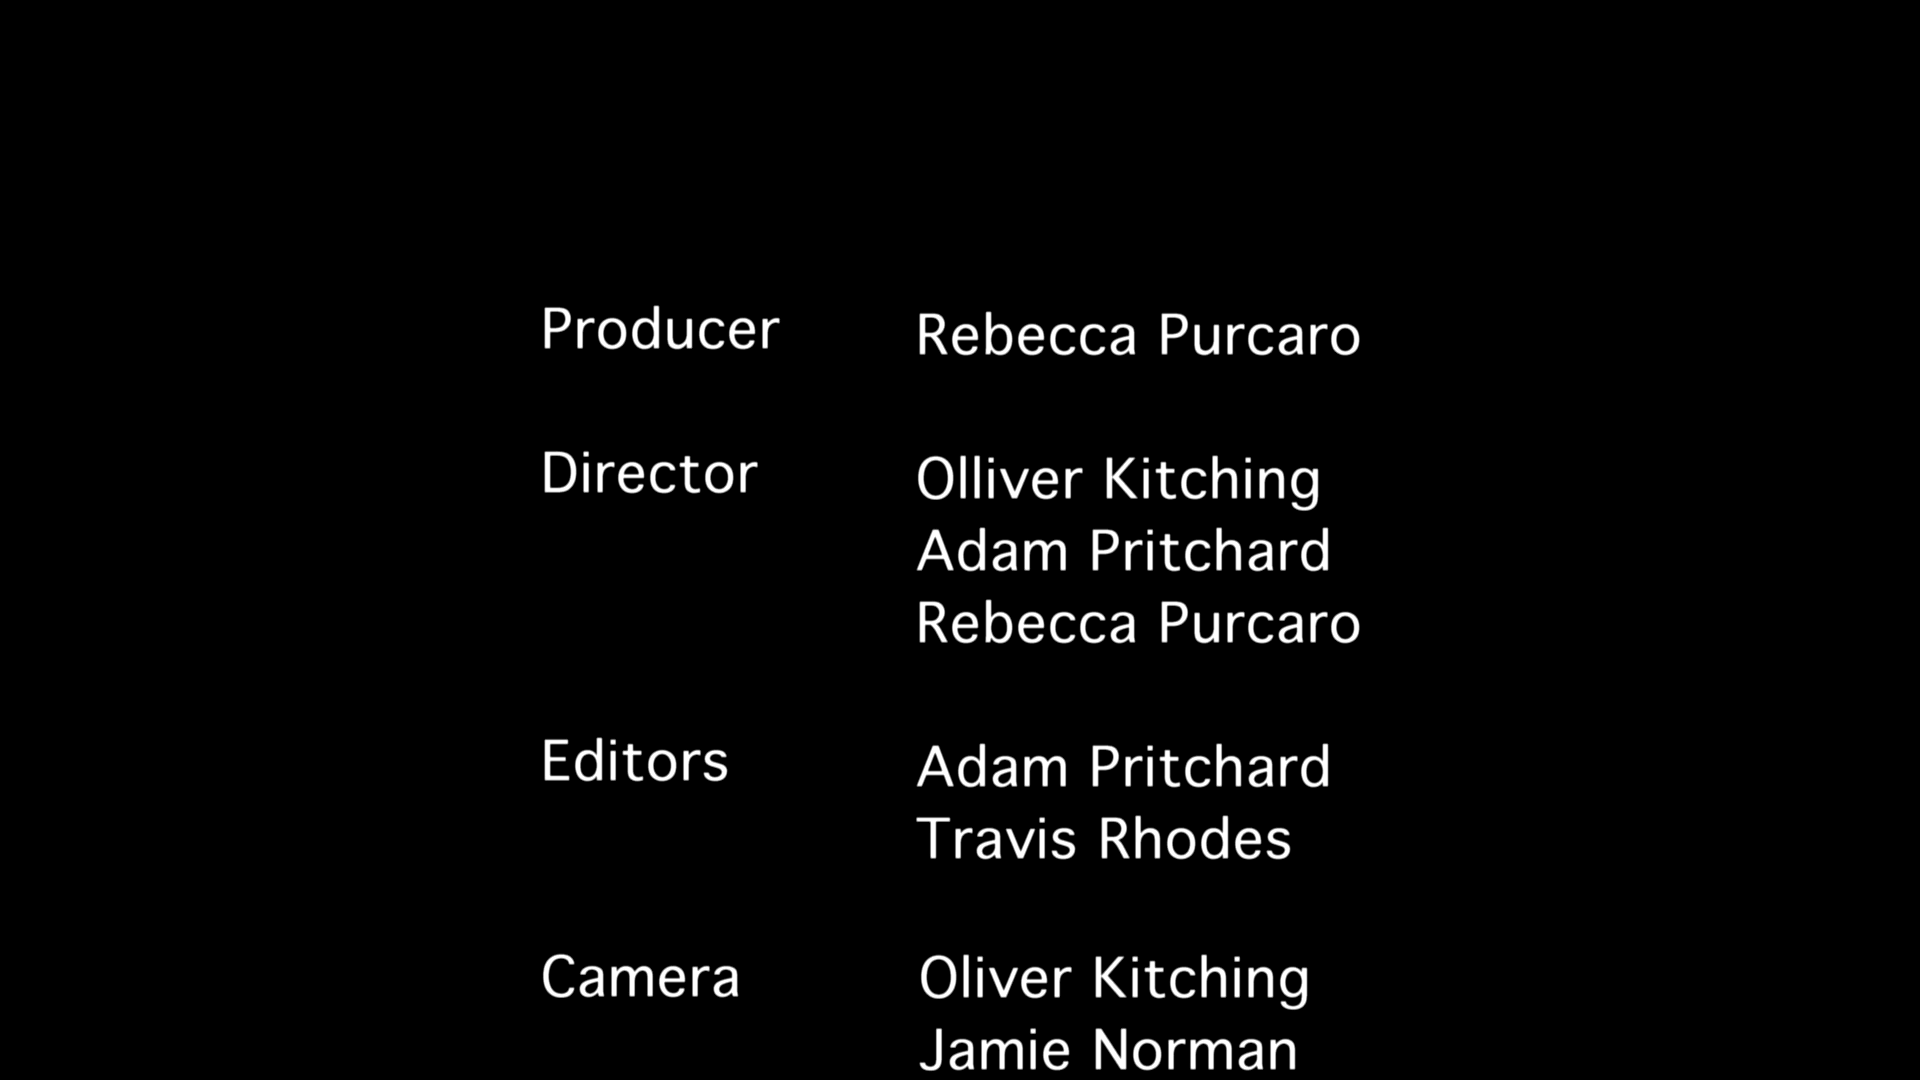 Producer Rebecca Purcaro
Director Olliver Kitching
Adam Pritchard
Rebecca Purcaro
Editors Adam Pritchard
Travis Rhodes
Camera Oliver Kitching
Jamie Norman